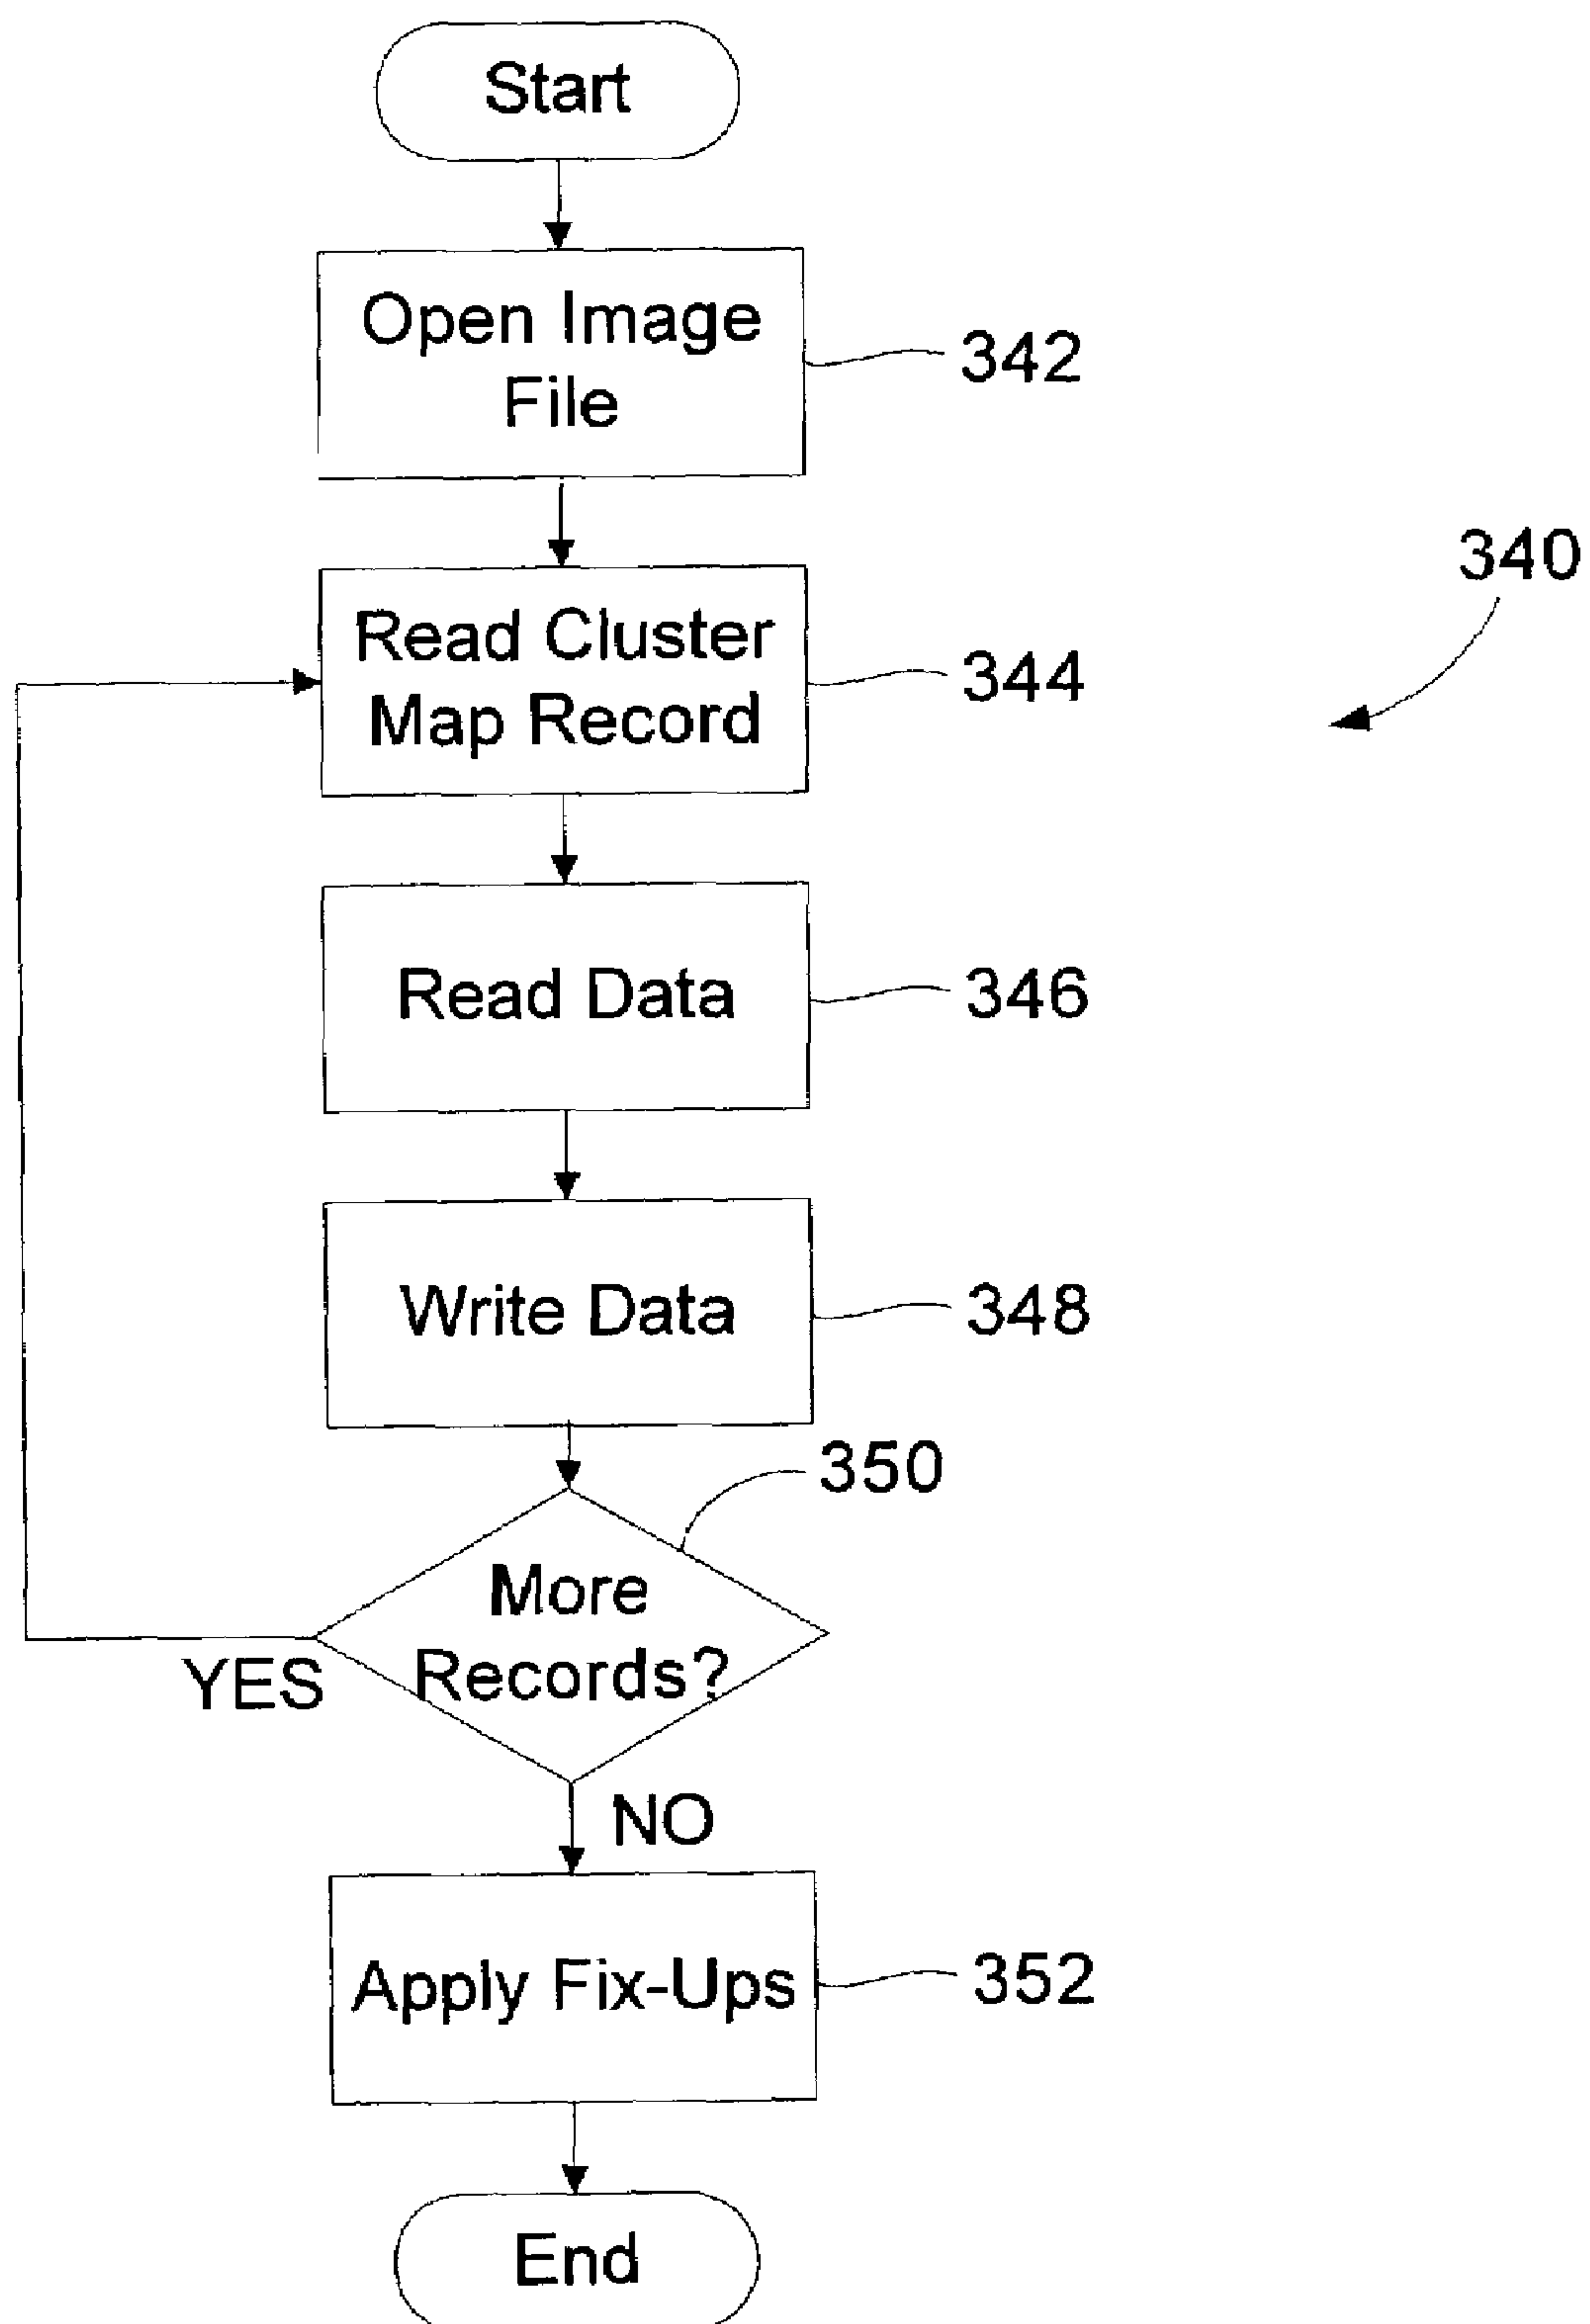 Start
Open Image
File
342
340
Read Cluster
Map Record
344
Read Data
346
Write Data
348
350
More
Records?
YES
NO
Apply Fix-Ups
352
End